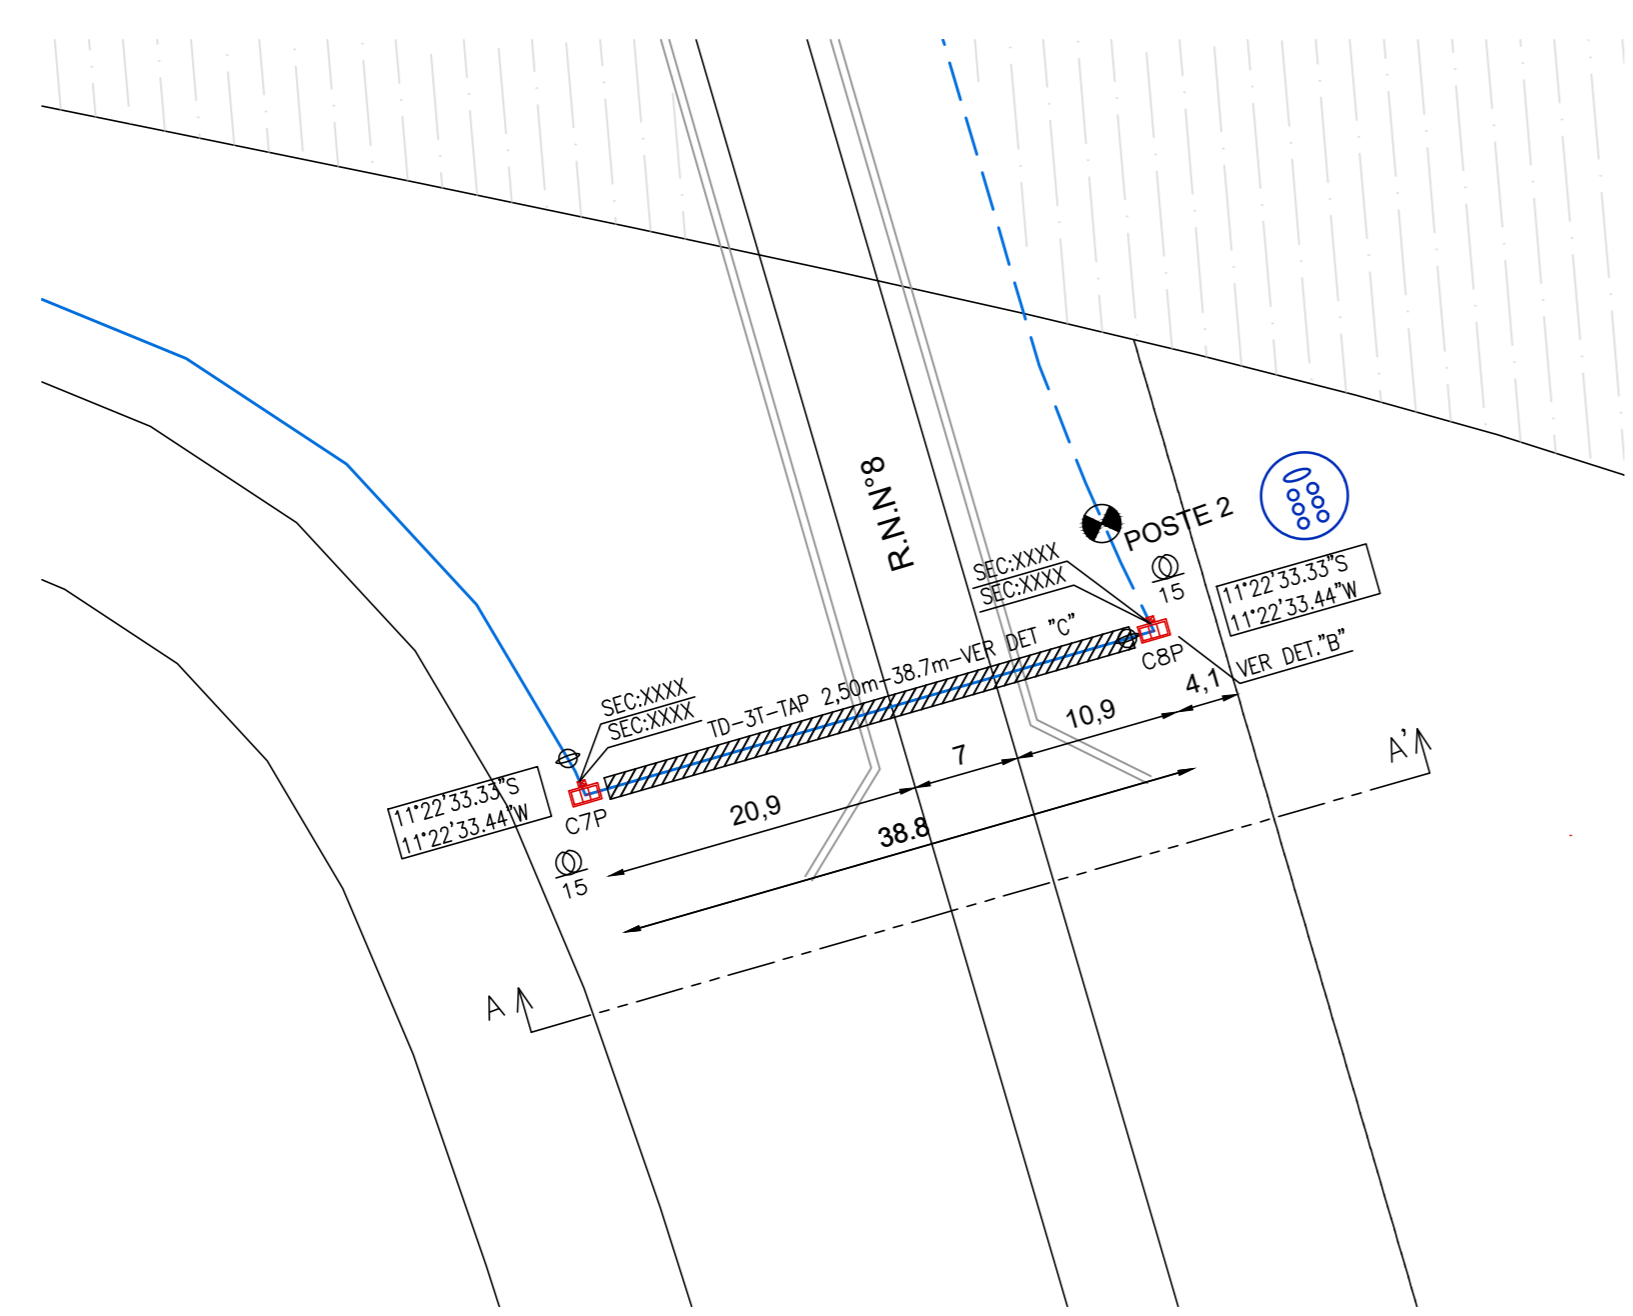 R.N.N°8
POSTE 2
15
SEC:XXXX
SEC:XXXX
11°22'33.33"S
11°22'33.44"W
VER DET."B"
C8P
TD-3T-TAP 2,50m-38.7m-VER DET "C"
SEC:XXXX
SEC:XXXX
4,1
10,9
7
20,9
38.8
11°22'33.33"S
11°22'33.44"W
C7P
15
A'
A